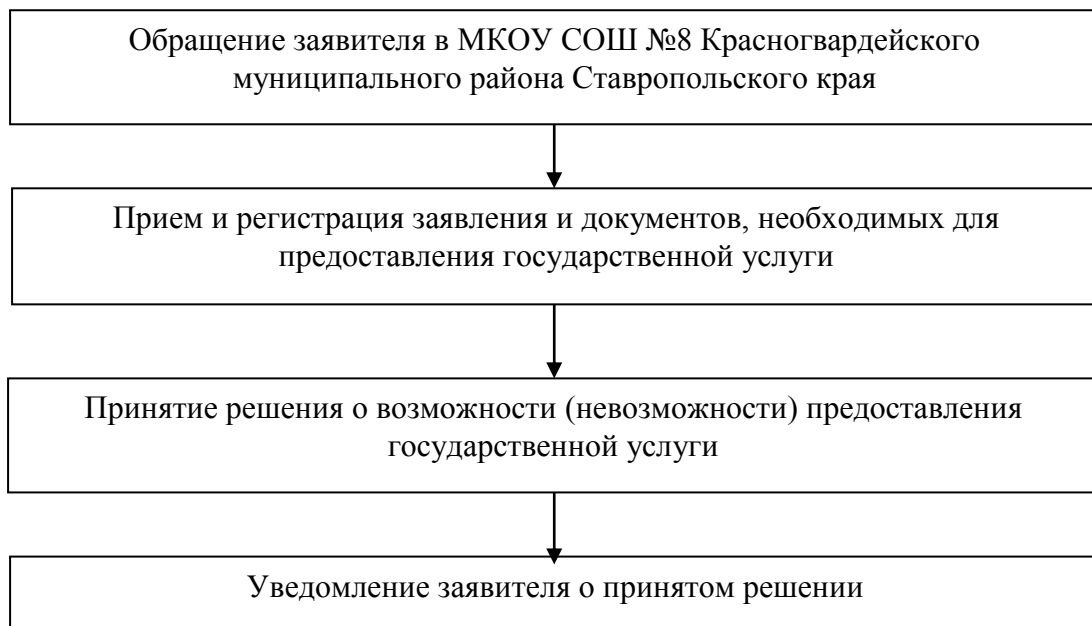 Обращение заявителя в МКОУ СОШ №8 Красногвардейского
муниципального района Ставропольского края
Прием и регистрация заявления и документов, необходимых для
предоставления государственной услуги
Принятие решения о возможности (невозможности) предоставления
государственной услуги
Уведомление заявителя о принятом решении